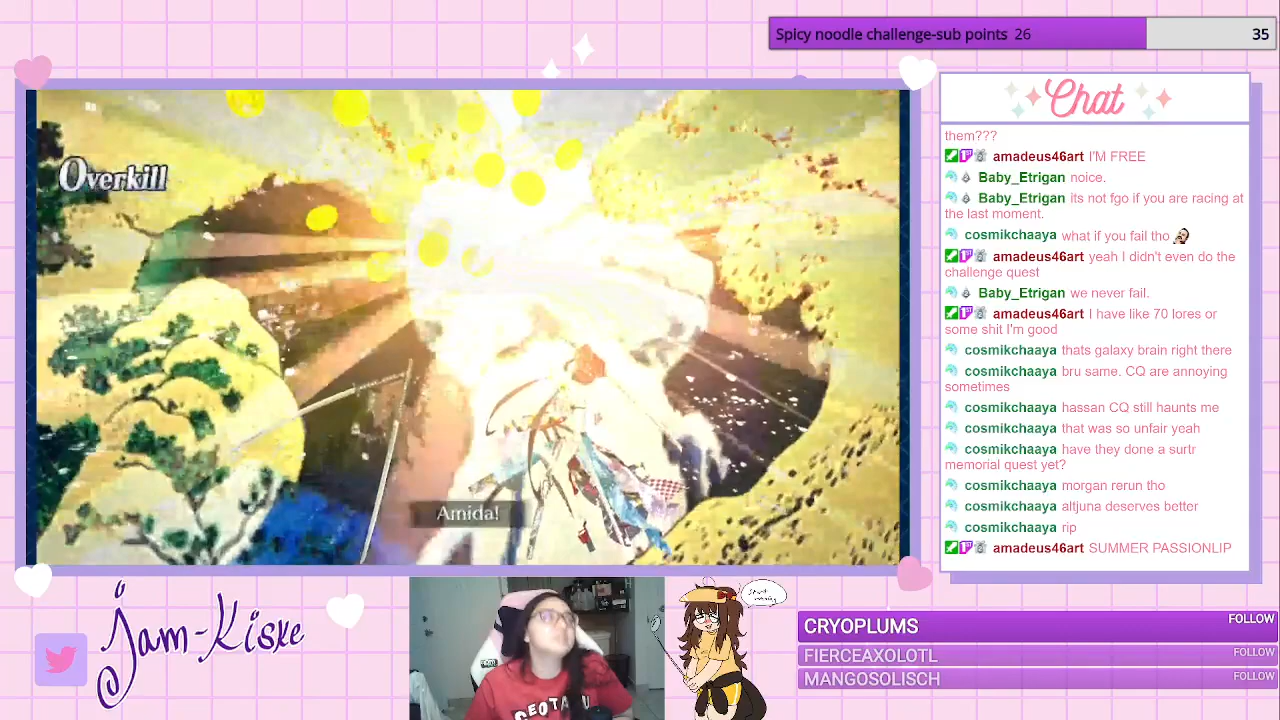 Spicy noodle challenge-sub points 26
35
Chat
Overkill
Amida!
them???
amadeus46art I'M FREE
Baby_Etrigan noice.
Baby_Etrigan its not fgo if you are racing at
the last moment.
cosmikchaaya what if you fail tho
amadeus46art yeah I didn't even do the
challenge quest
Baby_Etrigan we never fail.
amadeus46art I have like 70 lores or
some shit I'm good
cosmikchaaya thats galaxy brain right there
cosmikchaaya bru same. CQ are annoying
sometimes
cosmikchaaya hassan CQ still haunts me
cosmikchaaya that was so unfair yeah
cosmikchaaya have they done a surtr
memorial quest yet?
cosmikchaaya morgan rerun tho
cosmikchaaya altjuna deserves better
cosmikchaaya rip
amadeus46art SUMMER PASSIONLIP
@Jam-Kiske
CRYOPLUMS FOLLOW
FIERCEAXOLOTL FOLLOW
MANGOSOLISCH FOLLOW